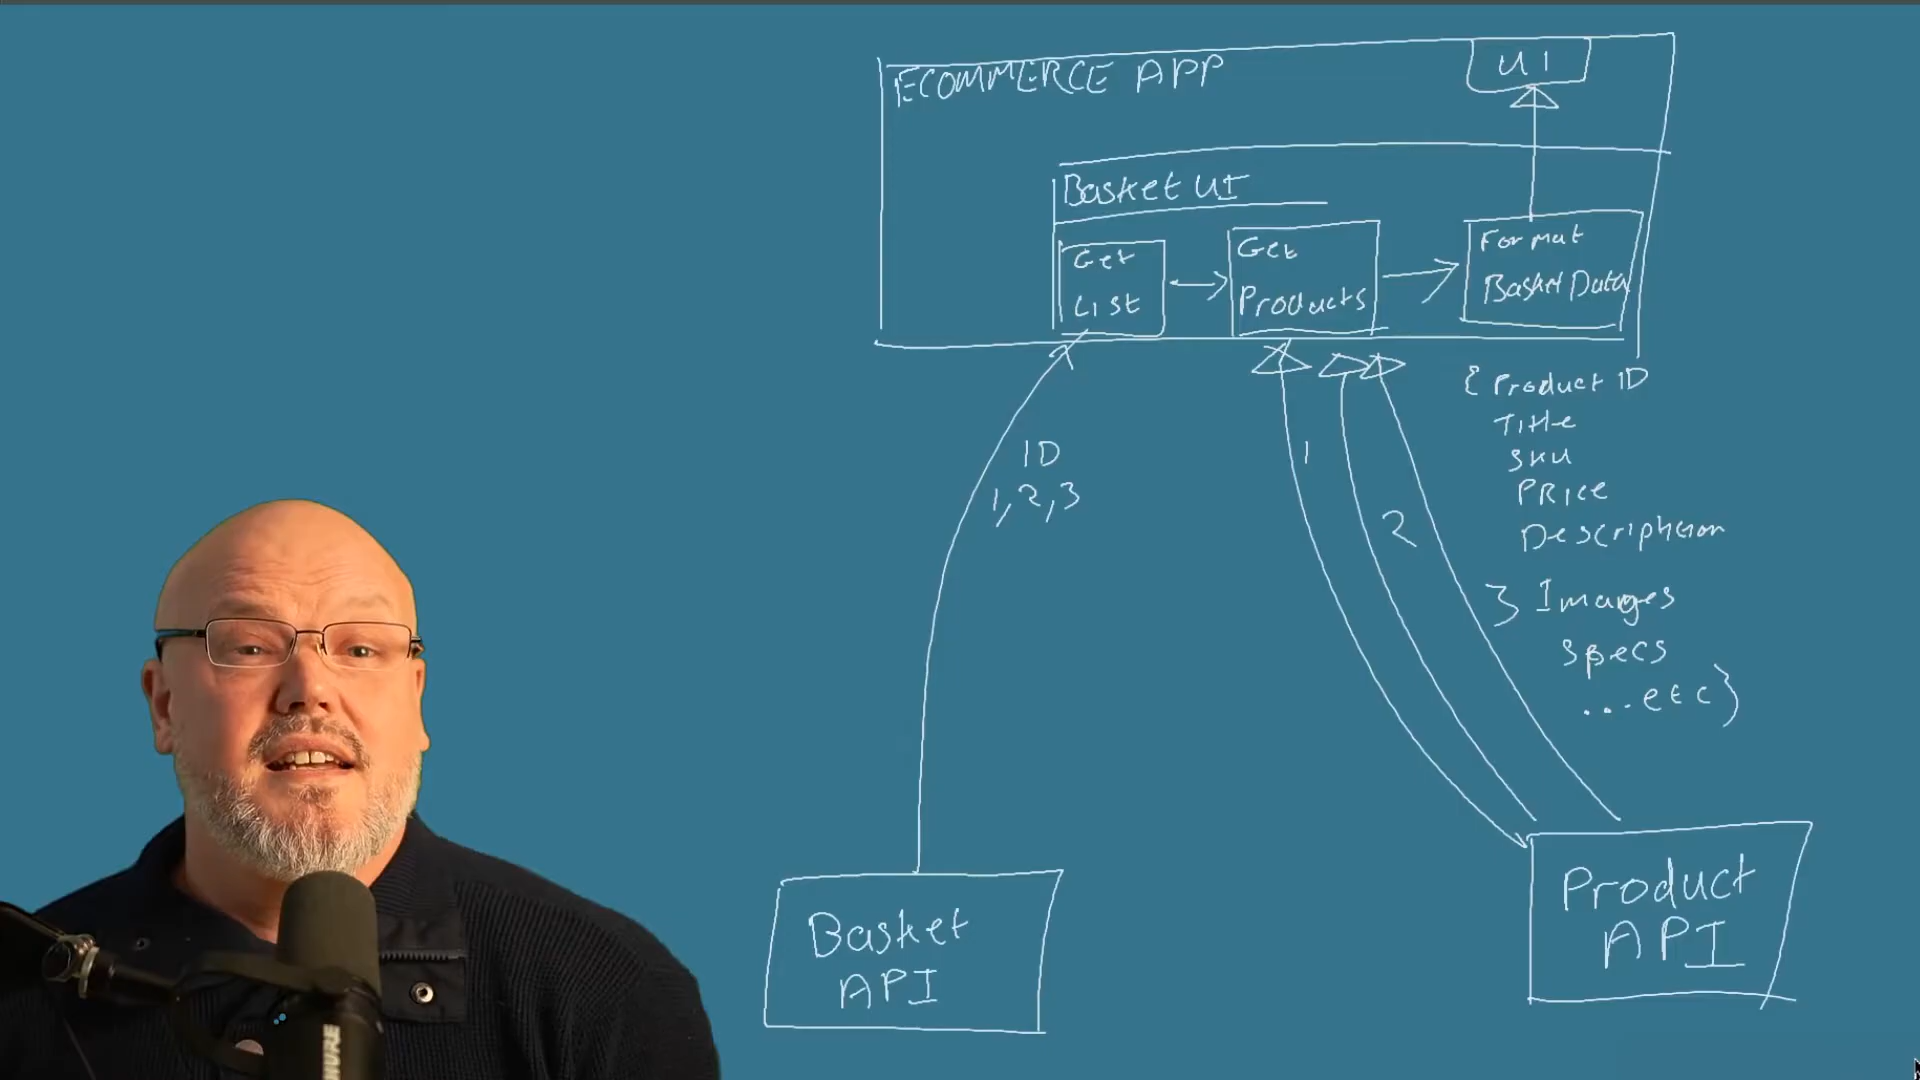 ECOMMERCE APP
UI
Basket UI
Get
List
Get
Products
Format
Basket Data
{ Product ID
Title
SKU
PRICE
Description
Images
Specs
...etc}
ID
1,2,3
1
2
3
Basket
API
Product
API